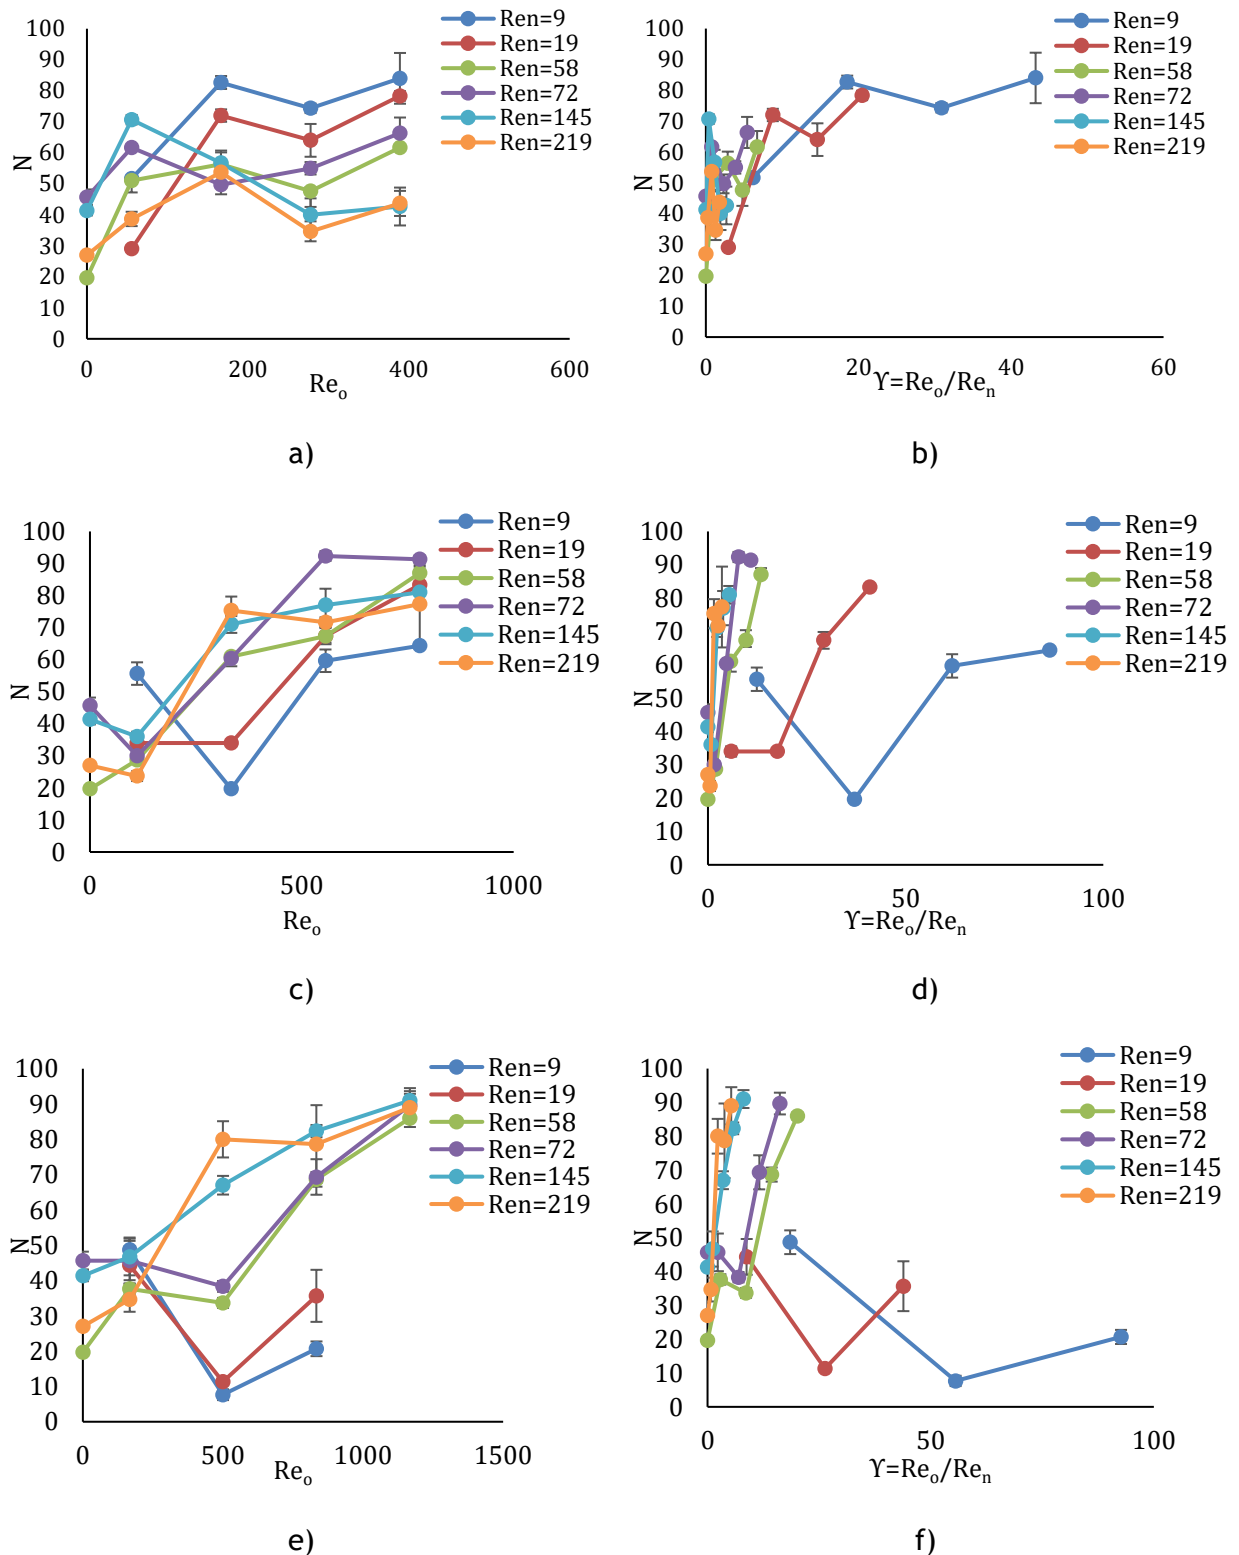 100
90
80
70
60
50
40
30
20
10
0
N
0 200 400 600
Reo
Ren=9
Ren=19
Ren=58
Ren=72
Ren=145
Ren=219
a)
100
90
80
70
60
50
40
30
20
10
0
N
0 20 40 60
ϒ=Reo/Ren
Ren=9
Ren=19
Ren=58
Ren=72
Ren=145
Ren=219
b)
100
90
80
70
60
50
40
30
20
10
0
N
0 500 1000
Reo
Ren=9
Ren=19
Ren=58
Ren=72
Ren=145
Ren=219
c)
100
90
80
70
60
50
40
30
20
10
0
N
0 50 100
ϒ=Reo/Ren
Ren=9
Ren=19
Ren=58
Ren=72
Ren=145
Ren=219
d)
100
90
80
70
60
50
40
30
20
10
0
N
0 500 1000 1500
Reo
Ren=9
Ren=19
Ren=58
Ren=72
Ren=145
Ren=219
e)
100
90
80
70
60
50
40
30
20
10
0
N
0 50 100
ϒ=Reo/Ren
Ren=9
Ren=19
Ren=58
Ren=72
Ren=145
Ren=219
f)